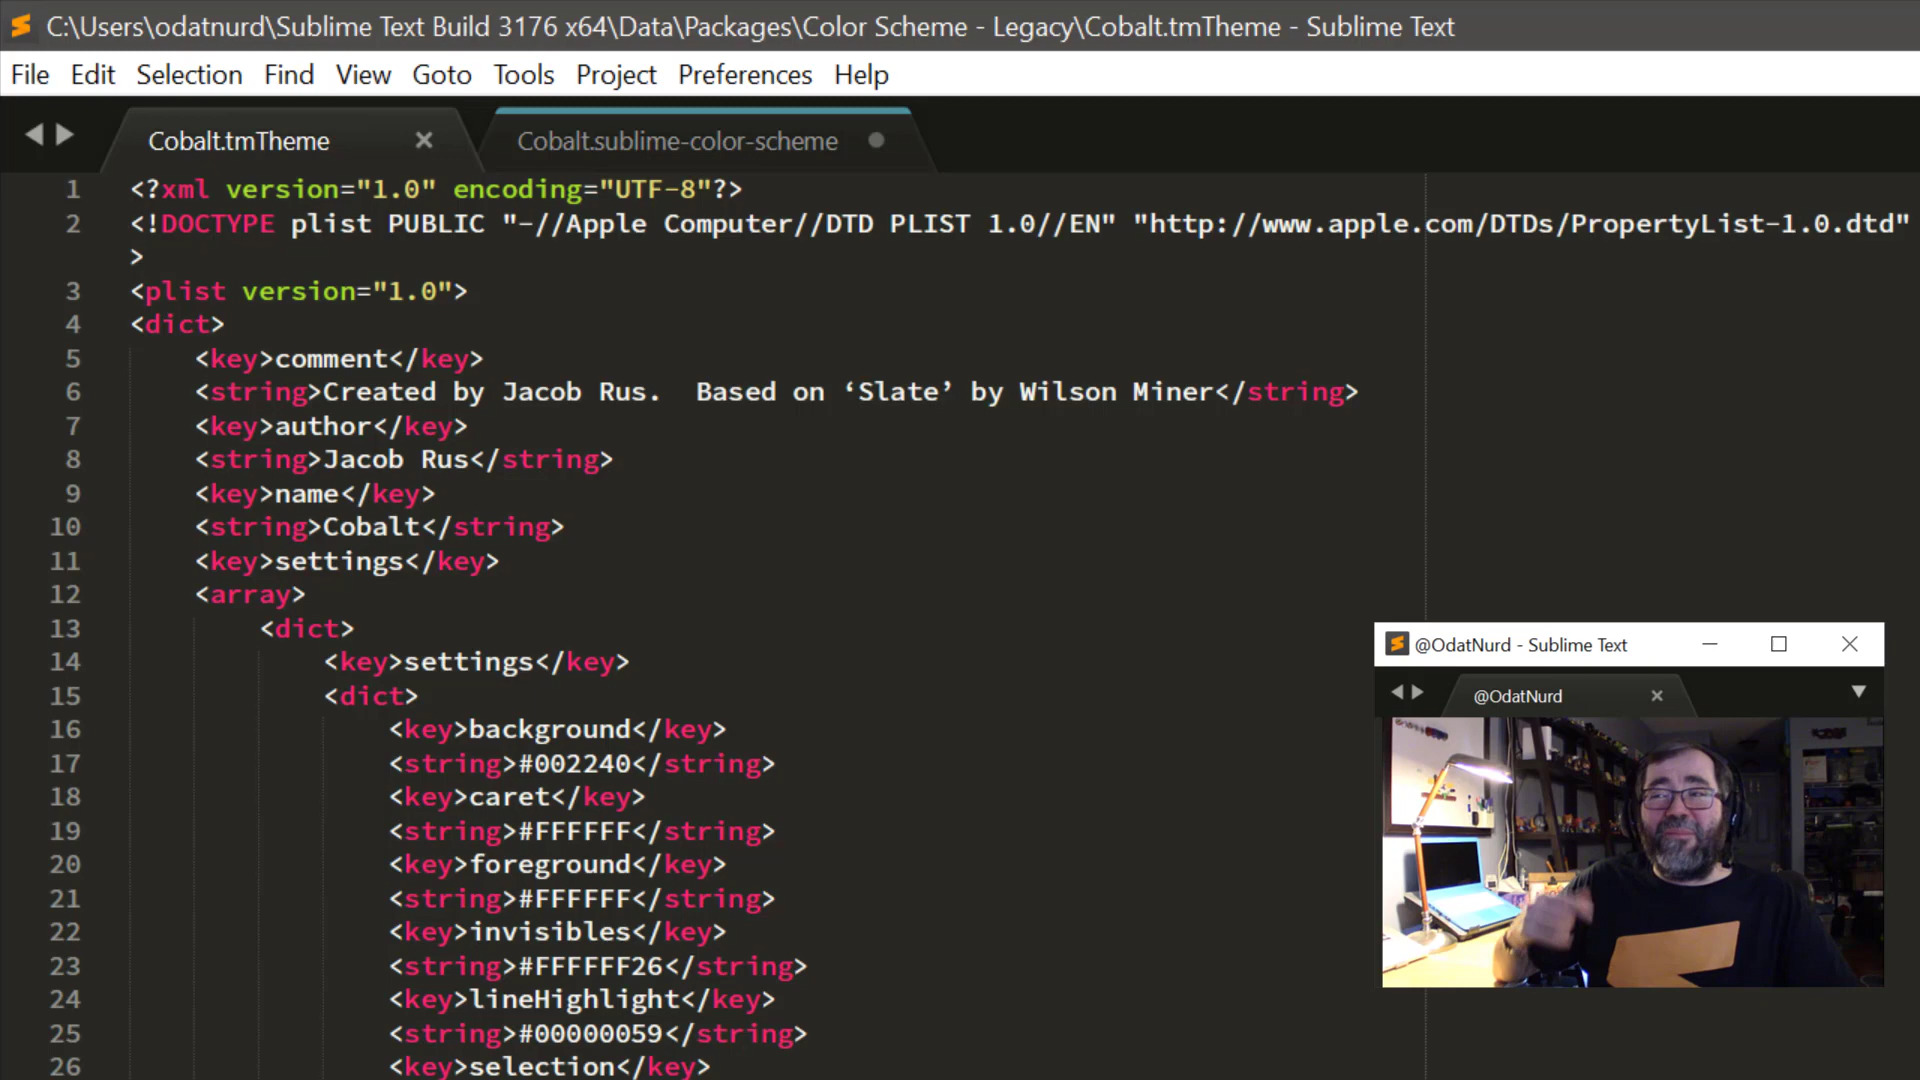 C:\Users\odatnurd\Sublime Text Build 3176 x64\Data\Packages\Color Scheme - Legacy\Cobalt.tmTheme - Sublime Text
File Edit Selection Find View Goto Tools Project Preferences Help
Cobalt.tmTheme Cobalt.sublime-color-scheme
1 <?xml version="1.0" encoding="UTF-8"?>
2 <!DOCTYPE plist PUBLIC "-//Apple Computer//DTD PLIST 1.0//EN" "http://www.apple.com/DTDs/PropertyList-1.0.dtd"
>
3 <plist version="1.0">
4 <dict>
5 <key>comment</key>
6 <string>Created by Jacob Rus.  Based on ‘Slate’ by Wilson Miner</string>
7 <key>author</key>
8 <string>Jacob Rus</string>
9 <key>name</key>
10 <string>Cobalt</string>
11 <key>settings</key>
12 <array>
13 <dict>
14 <key>settings</key>
15 <dict>
16 <key>background</key>
17 <string>#002240</string>
18 <key>caret</key>
19 <string>#FFFFFF</string>
20 <key>foreground</key>
21 <string>#FFFFFF</string>
22 <key>invisibles</key>
23 <string>#FFFFFF26</string>
24 <key>lineHighlight</key>
25 <string>#00000059</string>
26 <key>selection</key>
@OdatNurd - Sublime Text
@OdatNurd